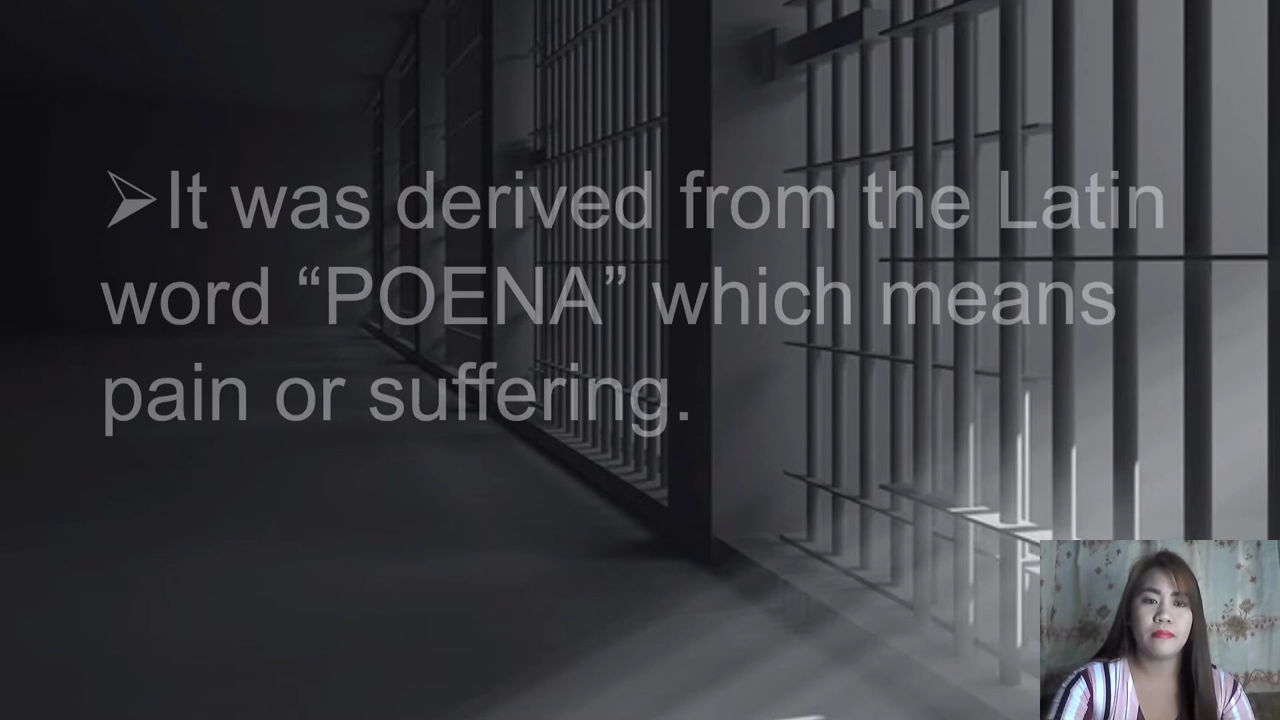 ➢It was derived from the Latin
word “POENA” which means
pain or suffering.